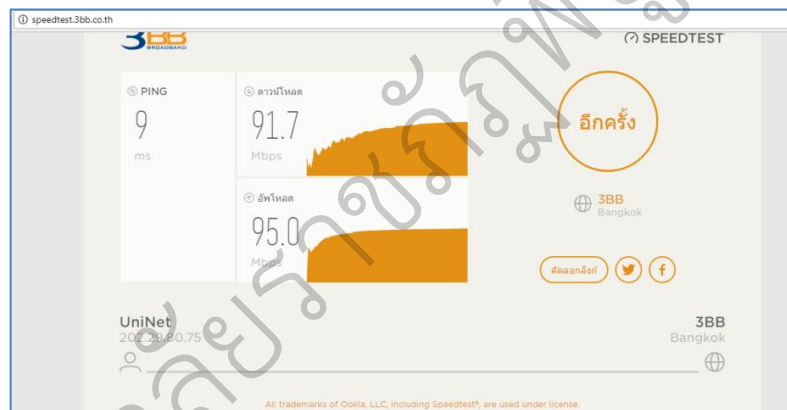 speedtest.3bb.co.th
3BB
BROADBAND
SPEEDTEST
PING
9
ms
ดาวน์โหลด
91.7
Mbps
อัพโหลด
95.0
Mbps
อีกครั้ง
3BB
Bangkok
คัดลอกลิงก์
UniNet
202.29.80.75
3BB
Bangkok
All trademarks of Ookla, LLC, including Speedtest®, are used under license.